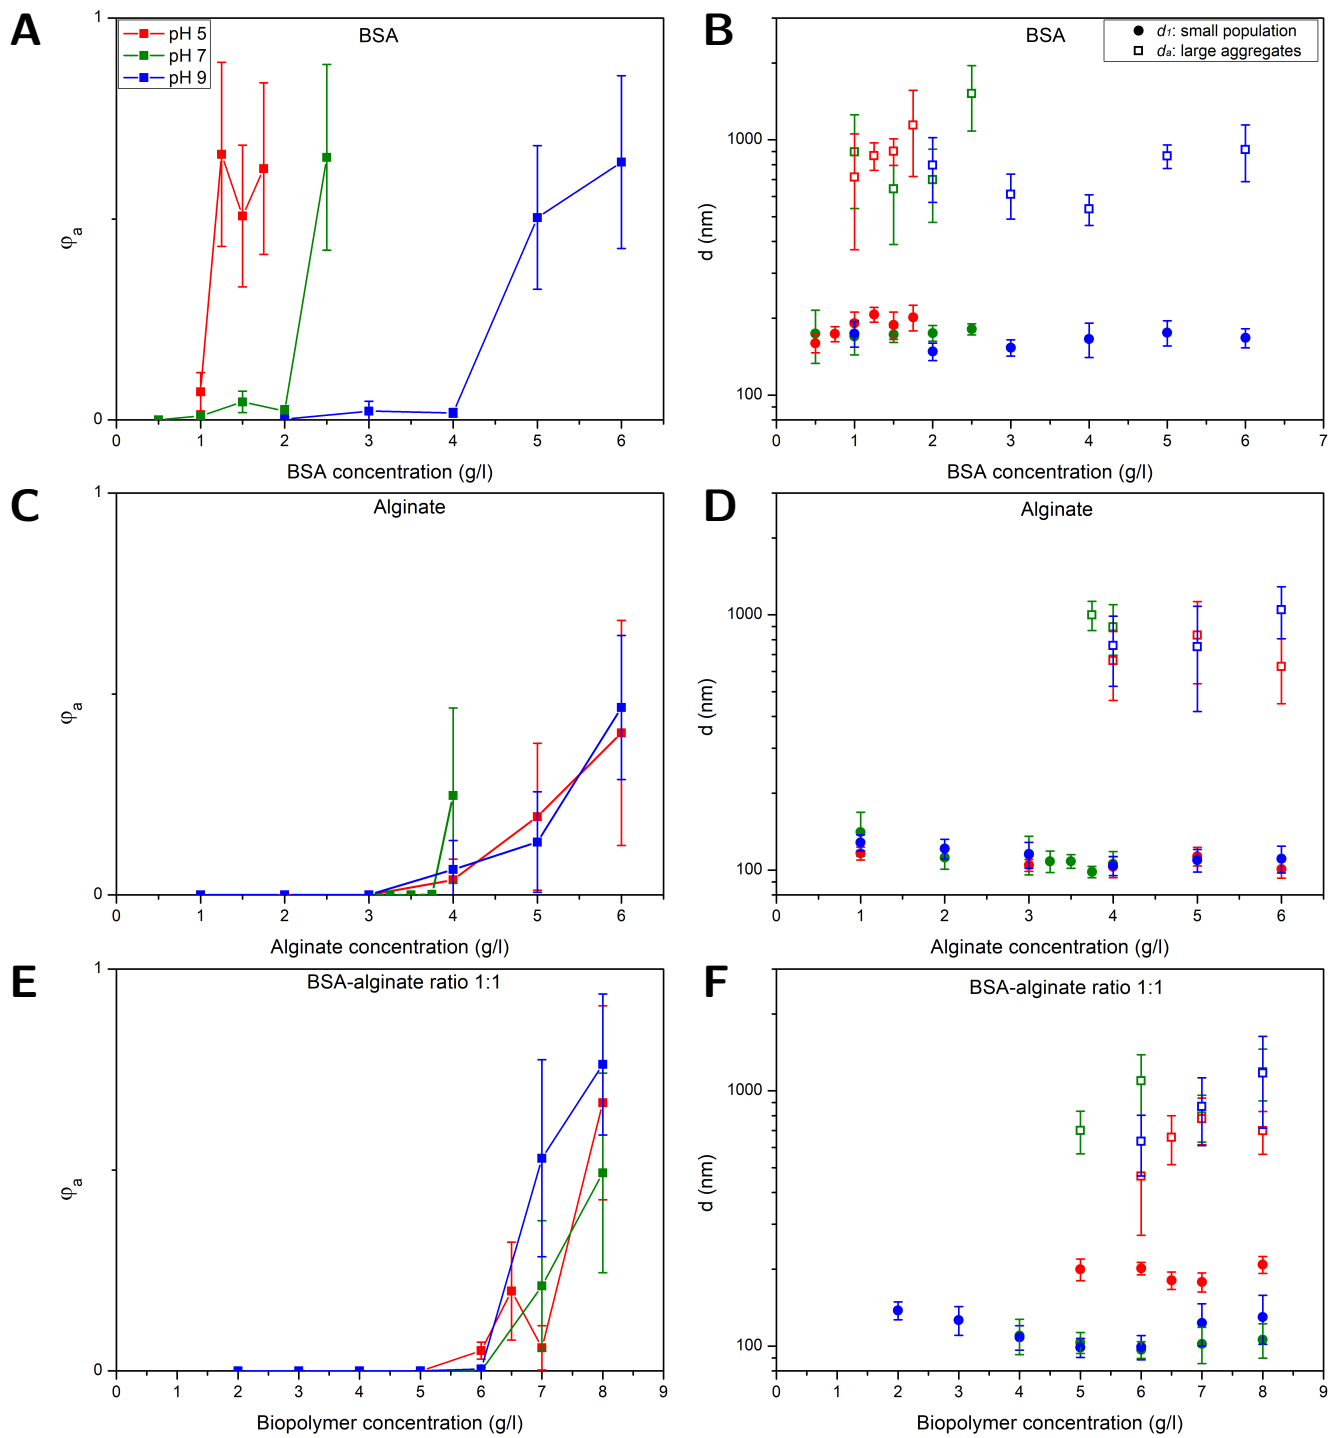 A
BSA
pH 5
pH 7
pH 9
1
0
φa
0 1 2 3 4 5 6
BSA concentration (g/l)
B
BSA
d1: small population
da: large aggregates
1000
100
d (nm)
0 1 2 3 4 5 6 7
BSA concentration (g/l)
C
Alginate
1
0
φa
0 1 2 3 4 5 6
Alginate concentration (g/l)
D
Alginate
1000
100
d (nm)
0 1 2 3 4 5 6
Alginate concentration (g/l)
E
BSA-alginate ratio 1:1
1
0
φa
0 1 2 3 4 5 6 7 8 9
Biopolymer concentration (g/l)
F
BSA-alginate ratio 1:1
1000
100
d (nm)
0 1 2 3 4 5 6 7 8 9
Biopolymer concentration (g/l)